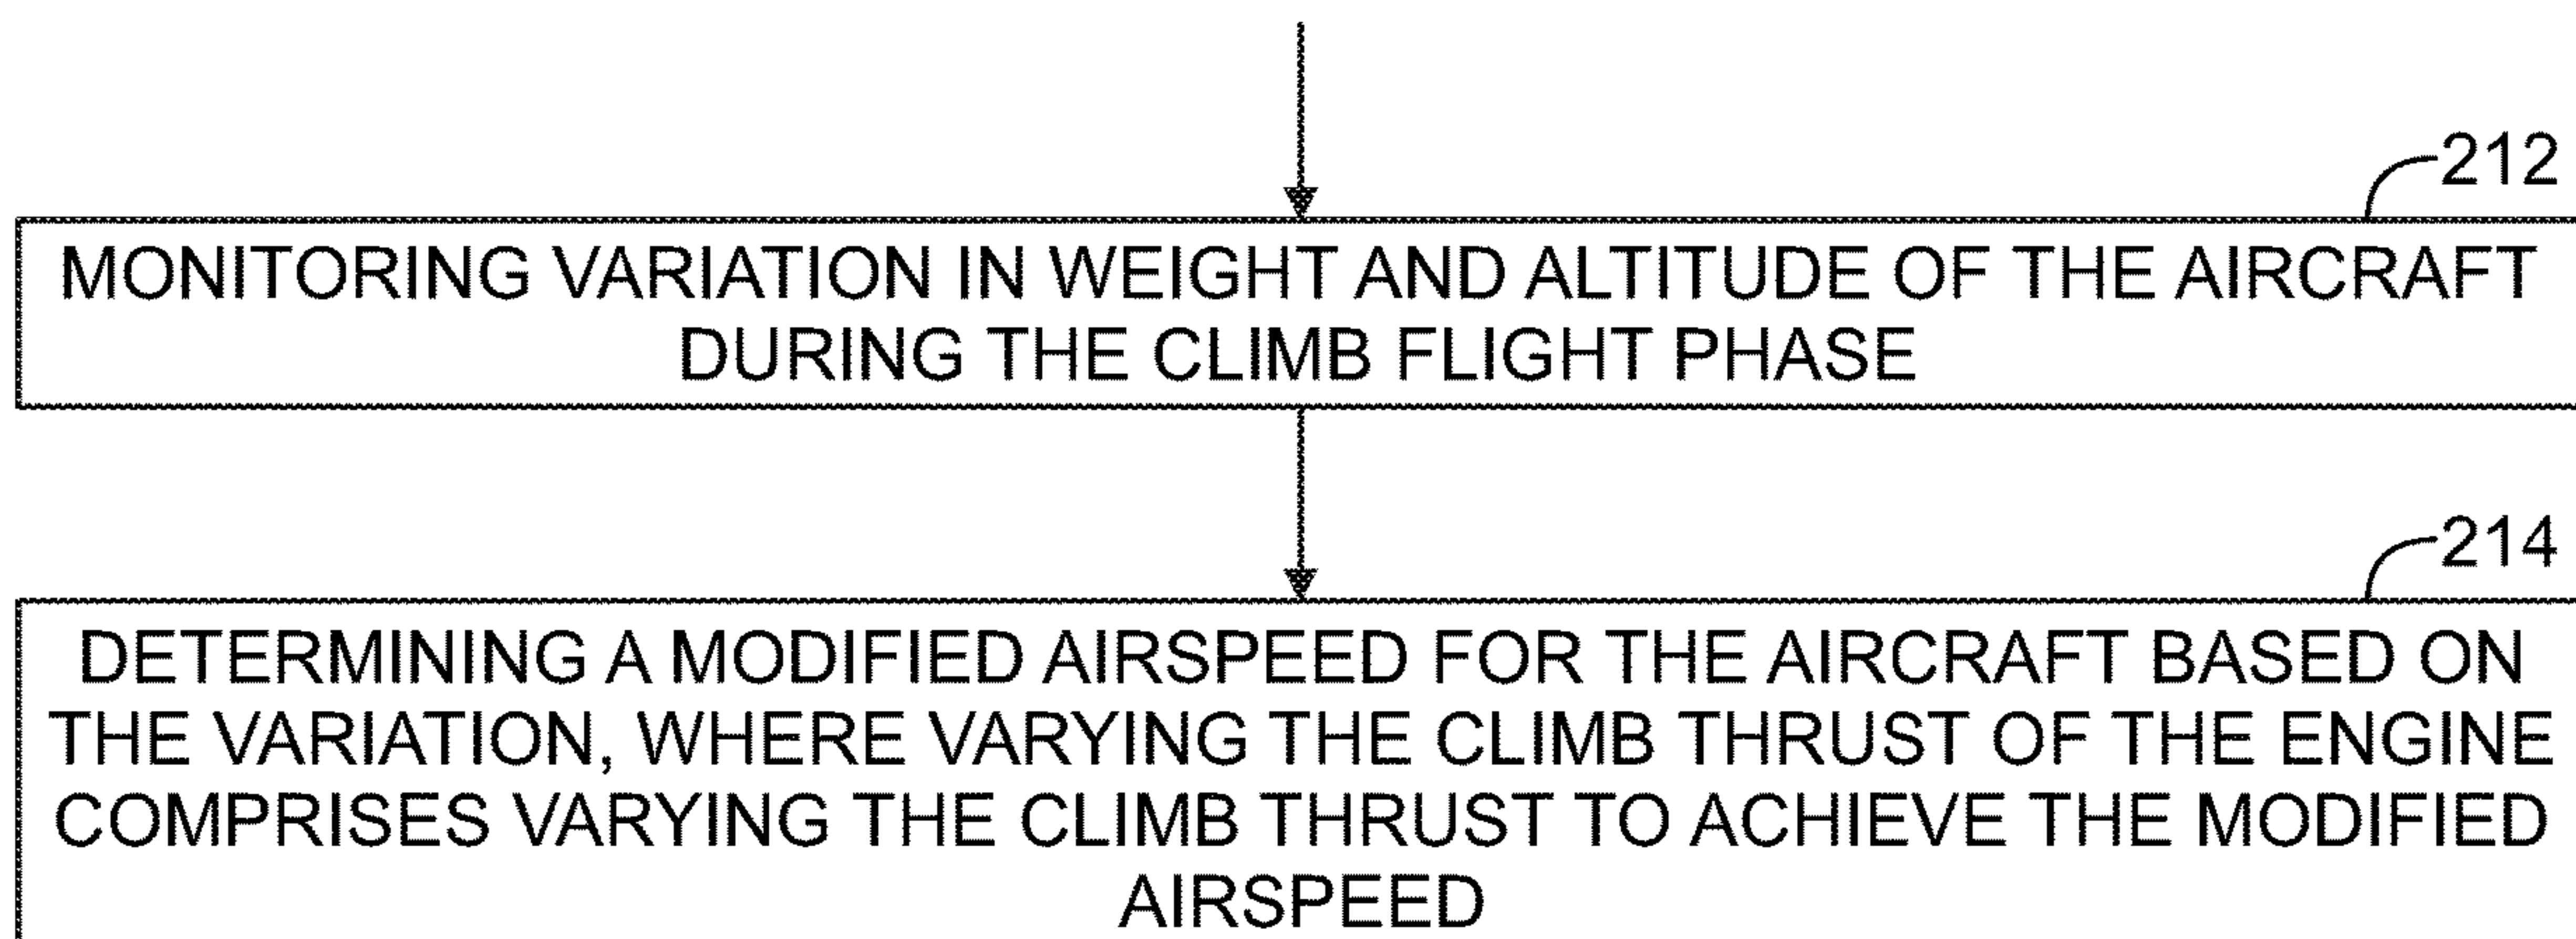 212
MONITORING VARIATION IN WEIGHT AND ALTITUDE OF THE AIRCRAFT
DURING THE CLIMB FLIGHT PHASE
214
DETERMINING A MODIFIED AIRSPEED FOR THE AIRCRAFT BASED ON
THE VARIATION, WHERE VARYING THE CLIMB THRUST OF THE ENGINE
COMPRISES VARYING THE CLIMB THRUST TO ACHIEVE THE MODIFIED
AIRSPEED